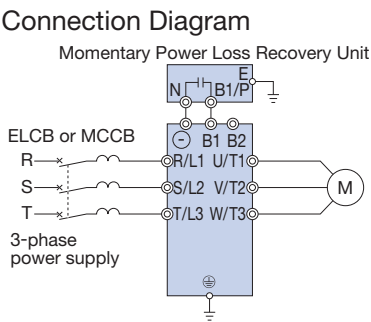 Connection Diagram
Momentary Power Loss Recovery Unit
E
N B1/P
⊖ B1 B2
ELCB or MCCB
R R/L1 U/T1
S S/L2 V/T2 M
T T/L3 W/T3
3-phase
power supply